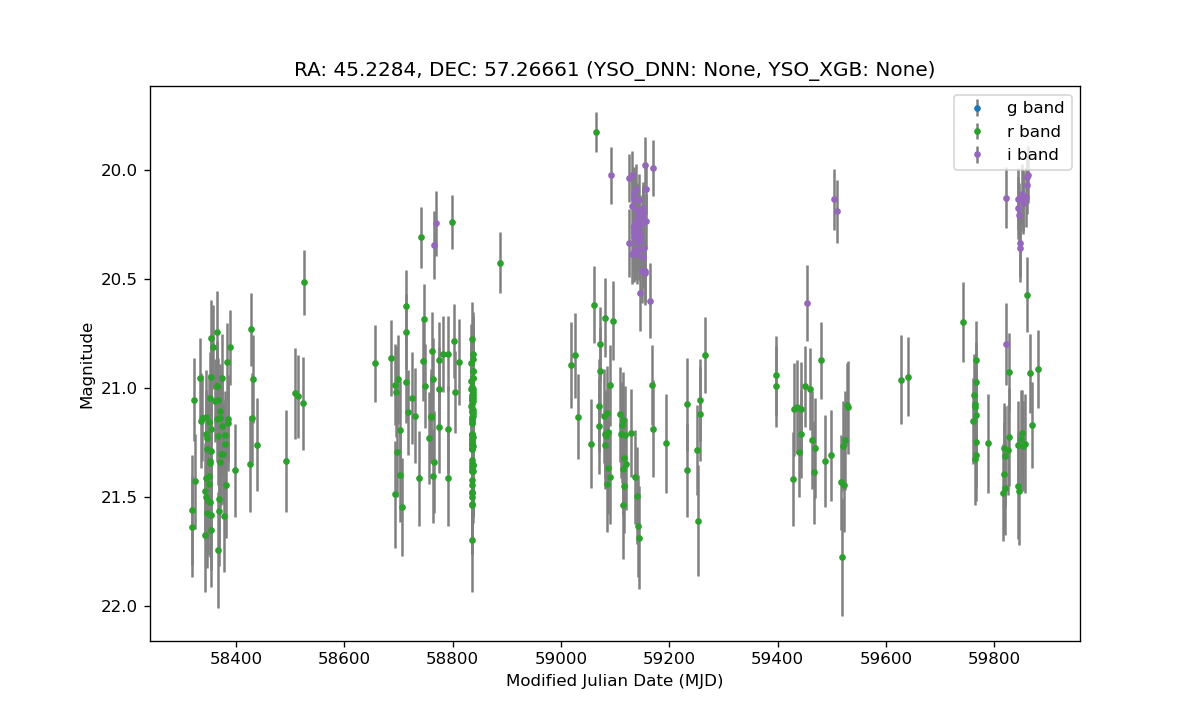 RA: 45.2284, DEC: 57.26661 (YSO_DNN: None, YSO_XGB: None)
g band
r band
i band
20.0
20.5
21.0
21.5
22.0
Magnitude
58400 58600 58800 59000 59200 59400 59600 59800
Modified Julian Date (MJD)